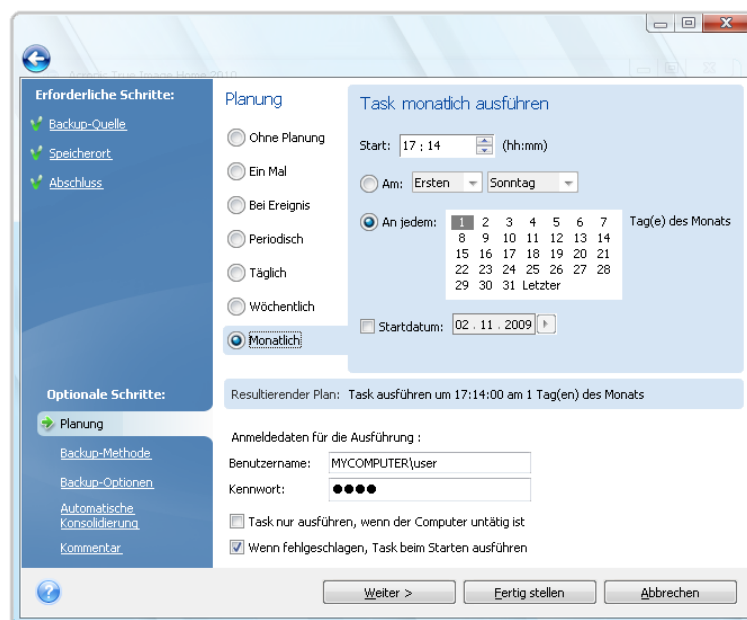 Acronis True Image Home 2010
Erforderliche Schritte:
Backup-Quelle
Speicherort
Abschluss
Optionale Schritte:
Planung
Backup-Methode
Backup-Optionen
Automatische
Konsolidierung
Kommentar
Planung
Ohne Planung
Ein Mal
Bei Ereignis
Periodisch
Täglich
Wöchentlich
Monatlich
Task monatlich ausführen
Start: 17 : 14 (hh:mm)
Am: Ersten Sonntag
An jedem: 1 2 3 4 5 6 7 Tag(e) des Monats
8 9 10 11 12 13 14
15 16 17 18 19 20 21
22 23 24 25 26 27 28
29 30 31 Letzter
Startdatum: 02 . 11 . 2009
Resultierender Plan: Task ausführen um 17:14:00 am 1 Tag(en) des Monats
Anmeldedaten für die Ausführung :
Benutzername: MYCOMPUTER\user
Kennwort: ●●●●
Task nur ausführen, wenn der Computer untätig ist
Wenn fehlgeschlagen, Task beim Starten ausführen
Weiter > Fertig stellen Abbrechen